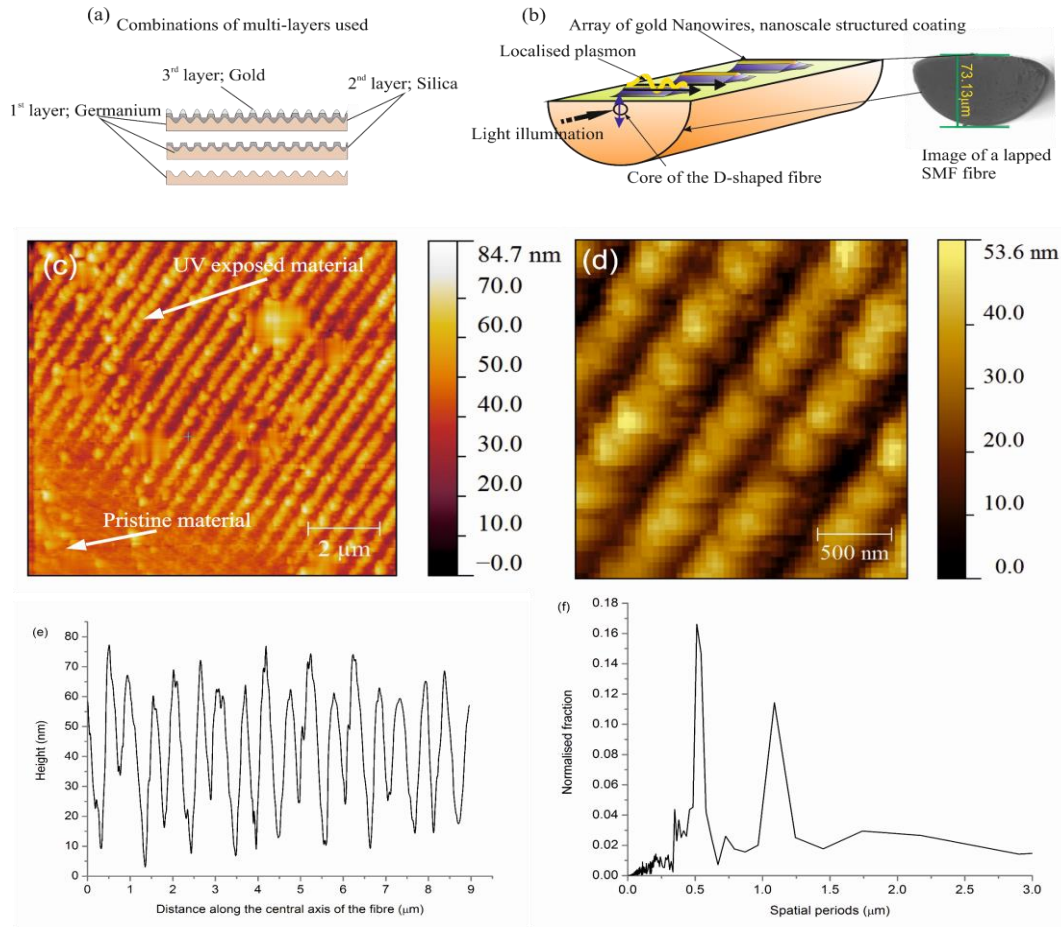 (a)
Combinations of multi-layers used
3rd layer; Gold
2nd layer; Silica
1st layer; Germanium
(b)
Array of gold Nanowires, nanoscale structured coating
Localised plasmon
Light illumination
Core of the D-shaped fibre
73.13µm
Image of a lapped
SMF fibre
(c)
UV exposed material
Pristine material
2 µm
84.7 nm
70.0
60.0
50.0
40.0
30.0
20.0
10.0
−0.0
(d)
500 nm
53.6 nm
40.0
30.0
20.0
10.0
0.0
(e)
80
70
60
50
40
30
20
10
0
Height (nm)
0 1 2 3 4 5 6 7 8 9
Distance along the central axis of the fibre (µm)
(f)
0.18
0.16
0.14
0.12
0.10
0.08
0.06
0.04
0.02
0.00
Normalised fraction
0.0 0.5 1.0 1.5 2.0 2.5 3.0
Spatial periods (µm)